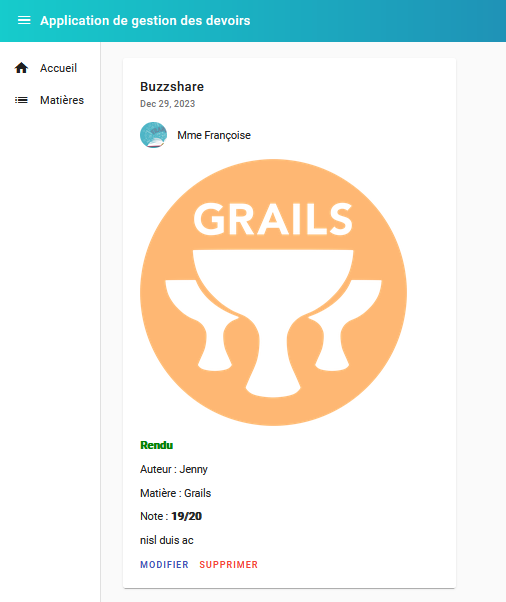 Application de gestion des devoirs
Accueil
Matières
Buzzshare
Dec 29, 2023
Mme Françoise
GRAILS
Rendu
Auteur : Jenny
Matière : Grails
Note : 19/20
nisl duis ac
MODIFIER SUPPRIMER